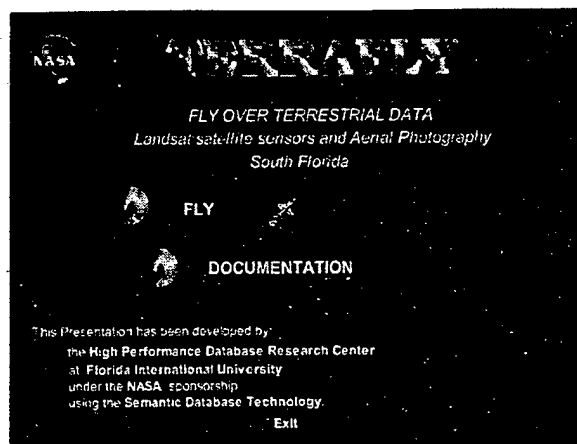 NASA
FLY OVER TERRESTRIAL DATA
Landsat satellite sensors and Aerial Photography
South Florida
FLY
DOCUMENTATION
This Presentation has been developed by:
the High Performance Database Research Center
at Florida International University
under the NASA sponsorship
using the Semantic Database Technology.
Exit